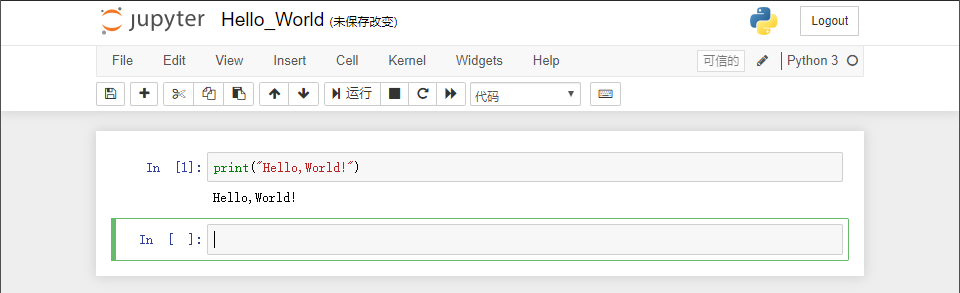 jupyter Hello_World (未保存改变) Logout
File Edit View Insert Cell Kernel Widgets Help 可信的 Python 3
运行 代码
In [1]: print("Hello,World!")
Hello,World!
In [ ]: